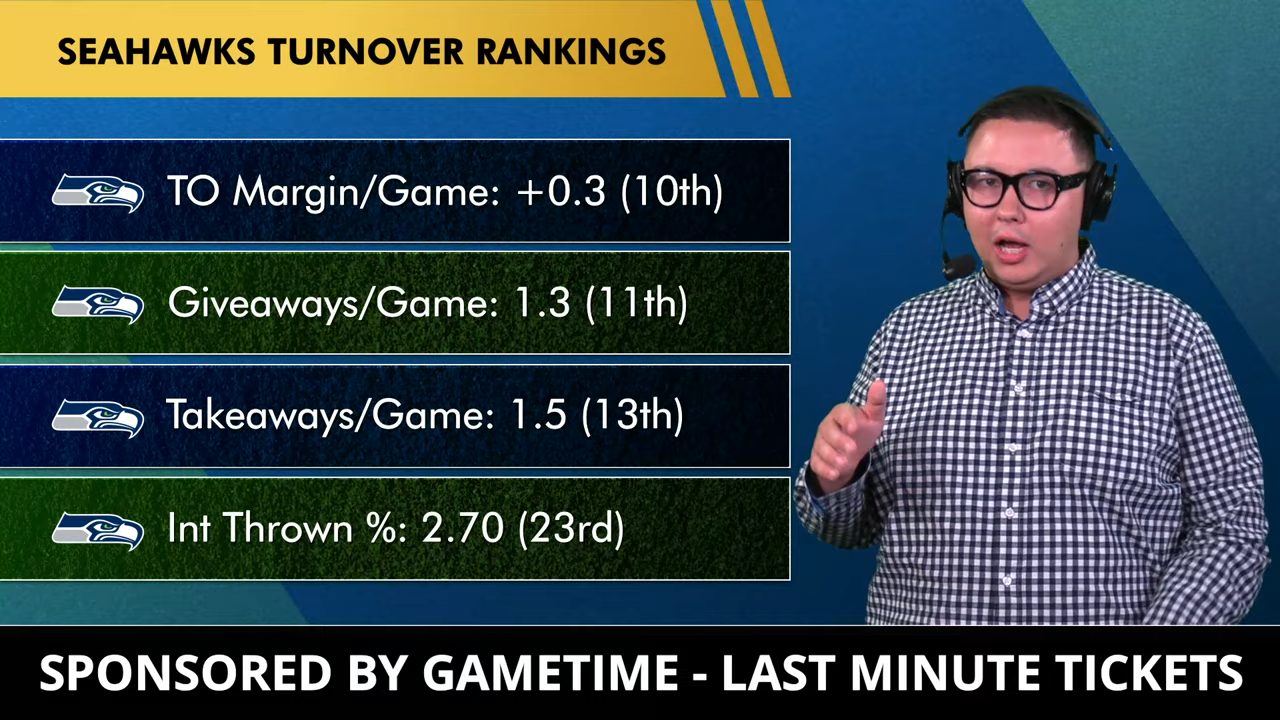 SEAHAWKS TURNOVER RANKINGS
TO Margin/Game: +0.3 (10th)
Giveaways/Game: 1.3 (11th)
Takeaways/Game: 1.5 (13th)
Int Thrown %: 2.70 (23rd)
SPONSORED BY GAMETIME - LAST MINUTE TICKETS